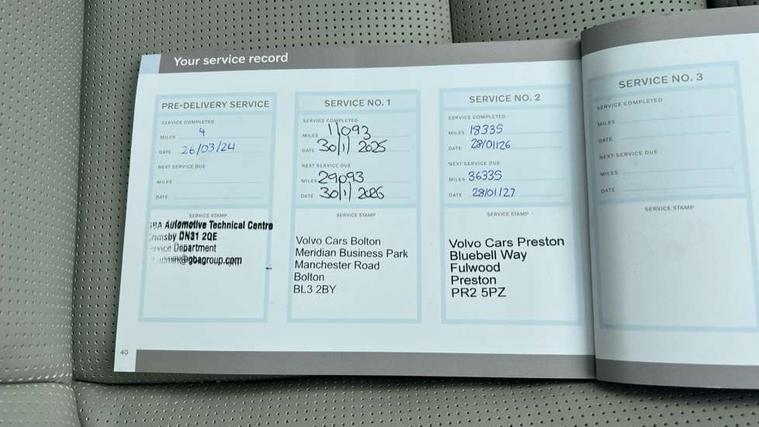 Your service record
PRE-DELIVERY SERVICE
SERVICE COMPLETED
MILES 4
DATE 26/03/24
NEXT SERVICE DUE
MILES
DATE
SERVICE STAMP
Automotive Technical Centre
DN31 2QE
Department
@gbagroup.com
SERVICE NO. 1
SERVICE COMPLETED
MILES 11093
DATE 30/1/2025
NEXT SERVICE DUE
MILES 29093
DATE 30/1/2026
SERVICE STAMP
Volvo Cars Bolton
Meridian Business Park
Manchester Road
Bolton
BL3 2BY
SERVICE NO. 2
SERVICE COMPLETED
MILES 18335
DATE 28/01/26
NEXT SERVICE DUE
MILES 36335
DATE 28/01/27
SERVICE STAMP
Volvo Cars Preston
Bluebell Way
Fulwood
Preston
PR2 5PZ
SERVICE NO. 3
SERVICE COMPLETED
MILES
DATE
NEXT SERVICE DUE
MILES
DATE
SERVICE STAMP
40